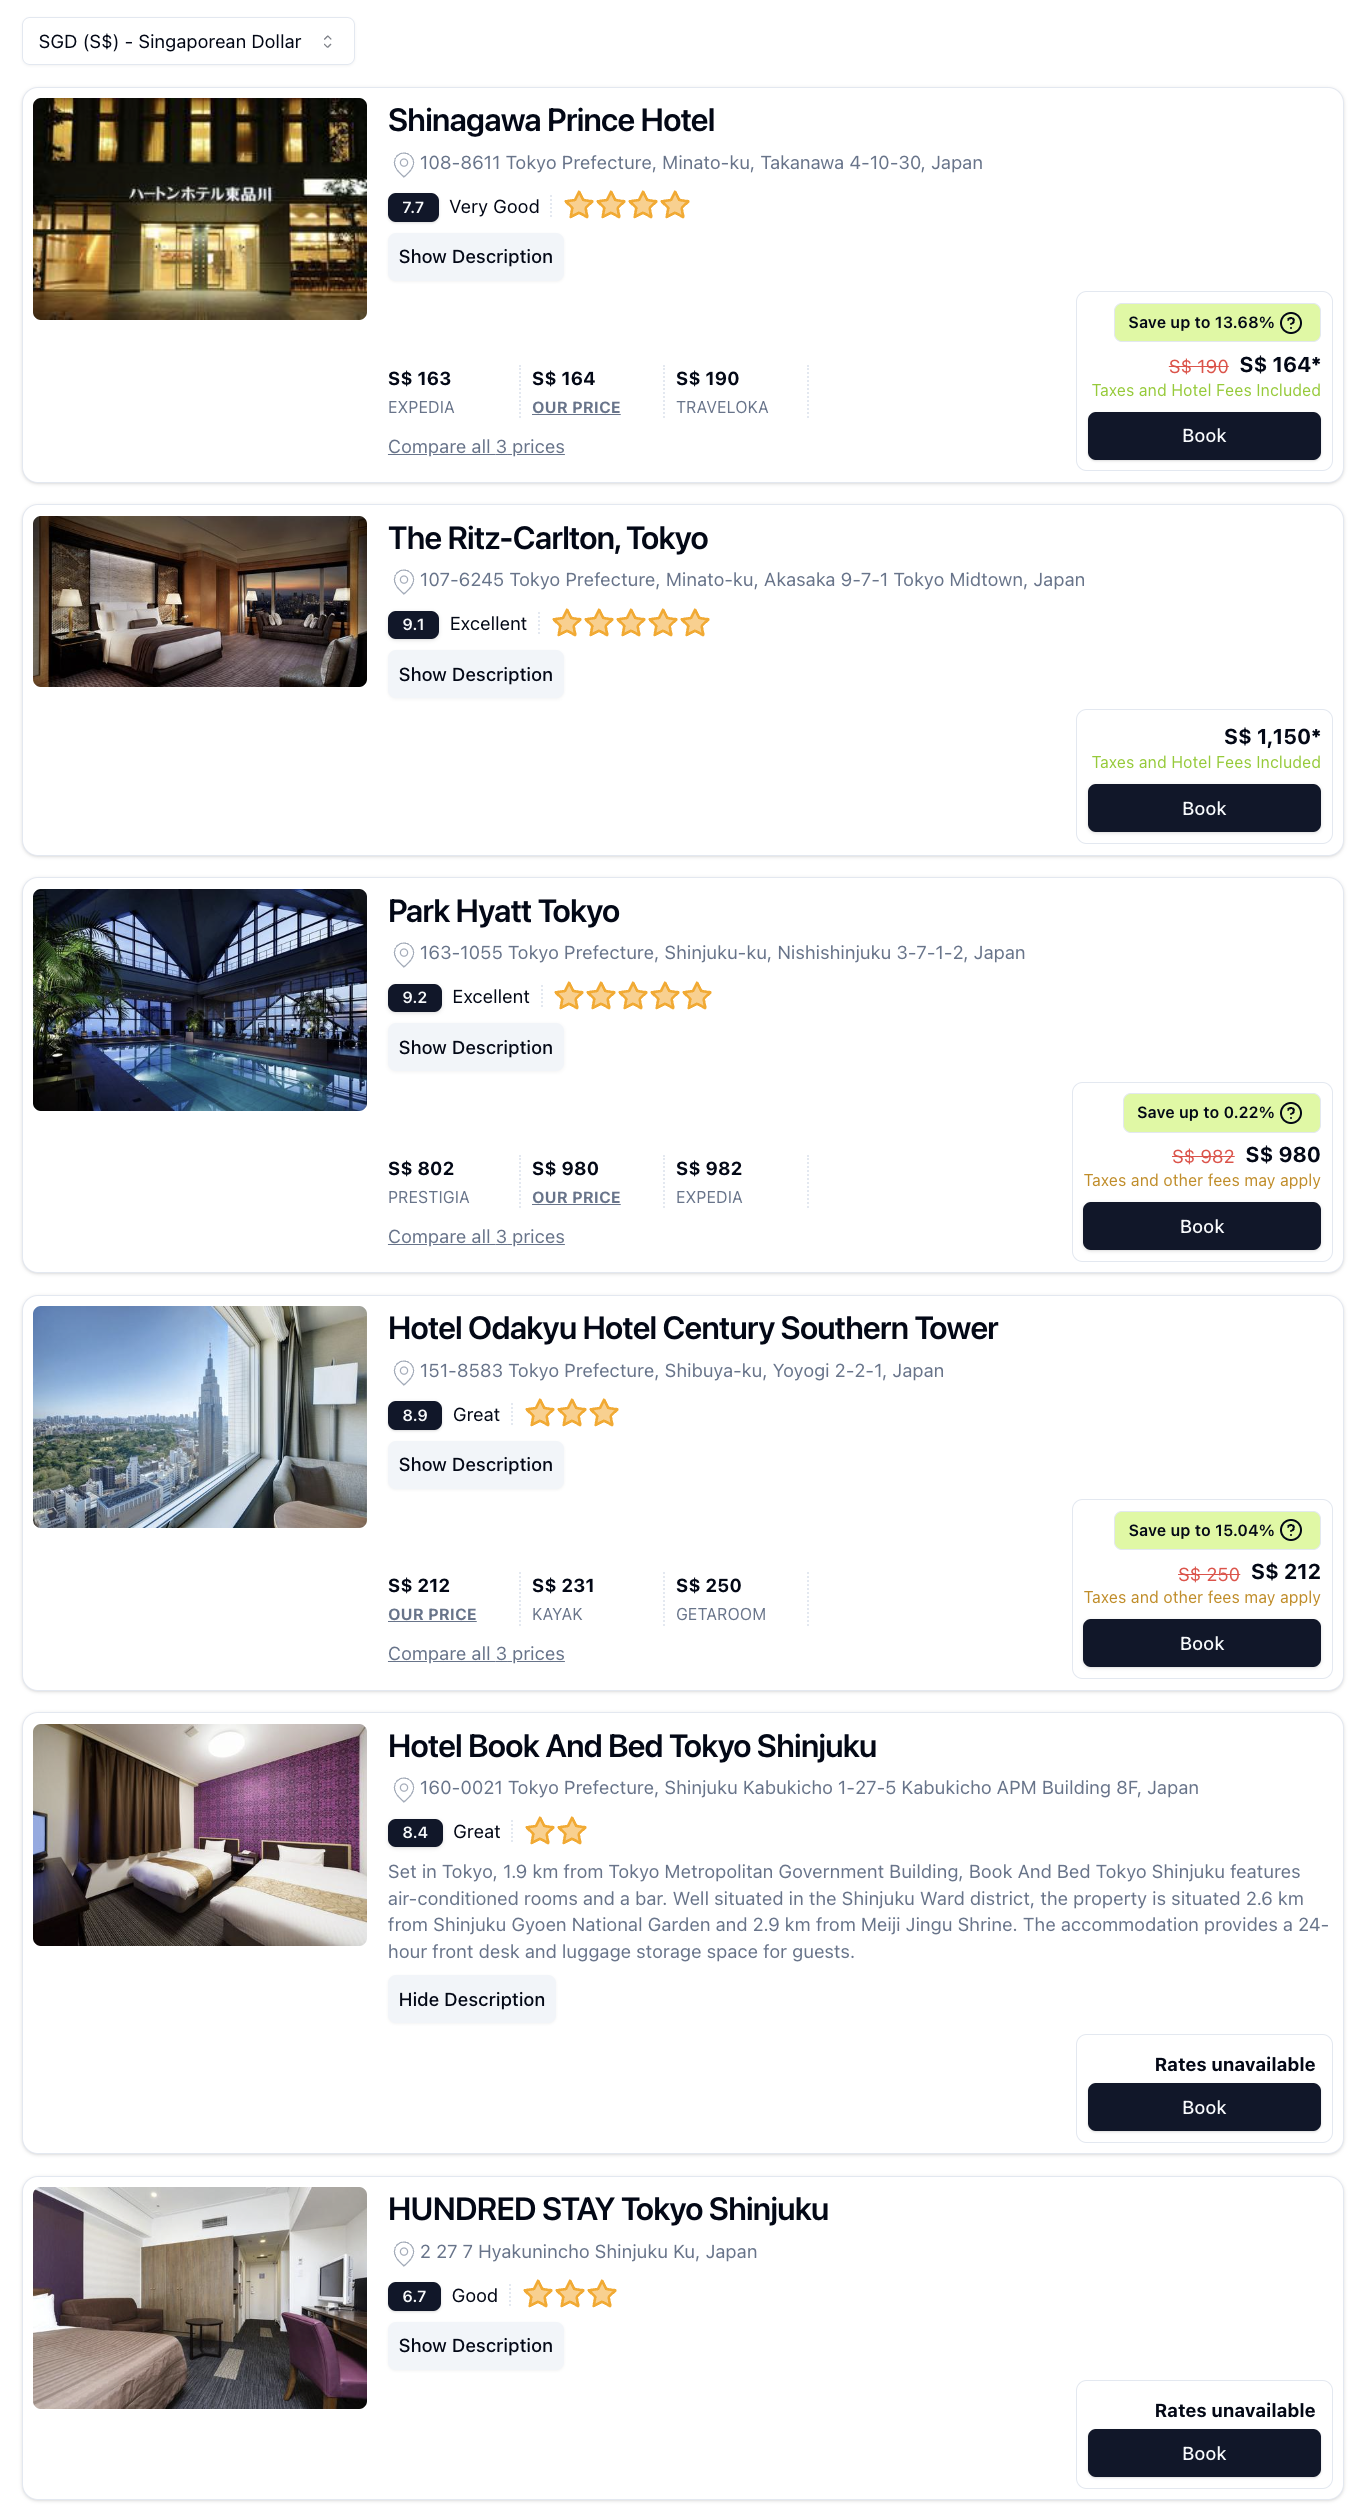 SGD (S$) - Singaporean Dollar
ハートンホテル東品川
Shinagawa Prince Hotel
108-8611 Tokyo Prefecture, Minato-ku, Takanawa 4-10-30, Japan
7.7 Very Good
Show Description
Save up to 13.68%
S$ 190 S$ 164*
Taxes and Hotel Fees Included
Book
S$ 163 S$ 164 S$ 190
EXPEDIA OUR PRICE TRAVELOKA
Compare all 3 prices
The Ritz-Carlton, Tokyo
107-6245 Tokyo Prefecture, Minato-ku, Akasaka 9-7-1 Tokyo Midtown, Japan
9.1 Excellent
Show Description
S$ 1,150*
Taxes and Hotel Fees Included
Book
Park Hyatt Tokyo
163-1055 Tokyo Prefecture, Shinjuku-ku, Nishishinjuku 3-7-1-2, Japan
9.2 Excellent
Show Description
Save up to 0.22%
S$ 982 S$ 980
Taxes and other fees may apply
Book
S$ 802 S$ 980 S$ 982
PRESTIGIA OUR PRICE EXPEDIA
Compare all 3 prices
Hotel Odakyu Hotel Century Southern Tower
151-8583 Tokyo Prefecture, Shibuya-ku, Yoyogi 2-2-1, Japan
8.9 Great
Show Description
Save up to 15.04%
S$ 250 S$ 212
Taxes and other fees may apply
Book
S$ 212 S$ 231 S$ 250
OUR PRICE KAYAK GETAROOM
Compare all 3 prices
Hotel Book And Bed Tokyo Shinjuku
160-0021 Tokyo Prefecture, Shinjuku Kabukicho 1-27-5 Kabukicho APM Building 8F, Japan
8.4 Great
Set in Tokyo, 1.9 km from Tokyo Metropolitan Government Building, Book And Bed Tokyo Shinjuku features
air-conditioned rooms and a bar. Well situated in the Shinjuku Ward district, the property is situated 2.6 km
from Shinjuku Gyoen National Garden and 2.9 km from Meiji Jingu Shrine. The accommodation provides a 24-
hour front desk and luggage storage space for guests.
Hide Description
Rates unavailable
Book
HUNDRED STAY Tokyo Shinjuku
2 27 7 Hyakunincho Shinjuku Ku, Japan
6.7 Good
Show Description
Rates unavailable
Book